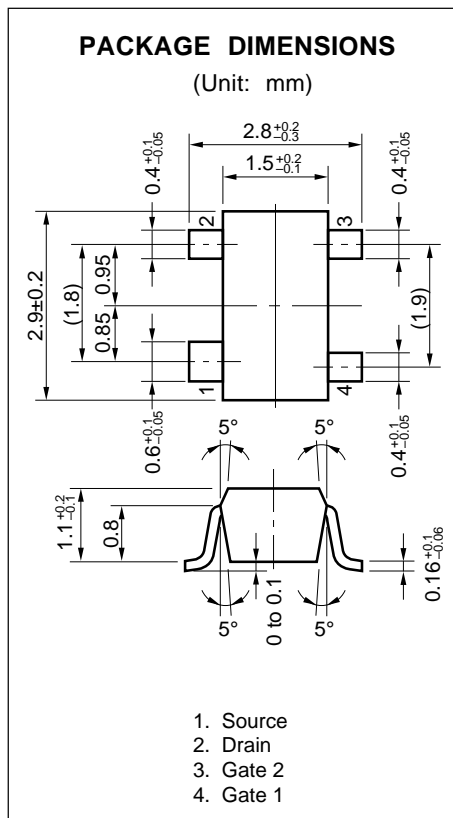 PACKAGE DIMENSIONS
(Unit: mm)
2.8 +0.2 −0.3
1.5 +0.2 −0.1
0.4 +0.1 −0.05
0.4 +0.1 −0.05
2
3
2.9±0.2
(1.8)
0.95
0.85
(1.9)
1
4
0.6 +0.1 −0.05
0.4 +0.1 −0.05
5°
5°
1.1 +0.2 −0.1
0.8
0.16 +0.1 −0.06
5°
0 to 0.1
5°
1. Source
2. Drain
3. Gate 2
4. Gate 1